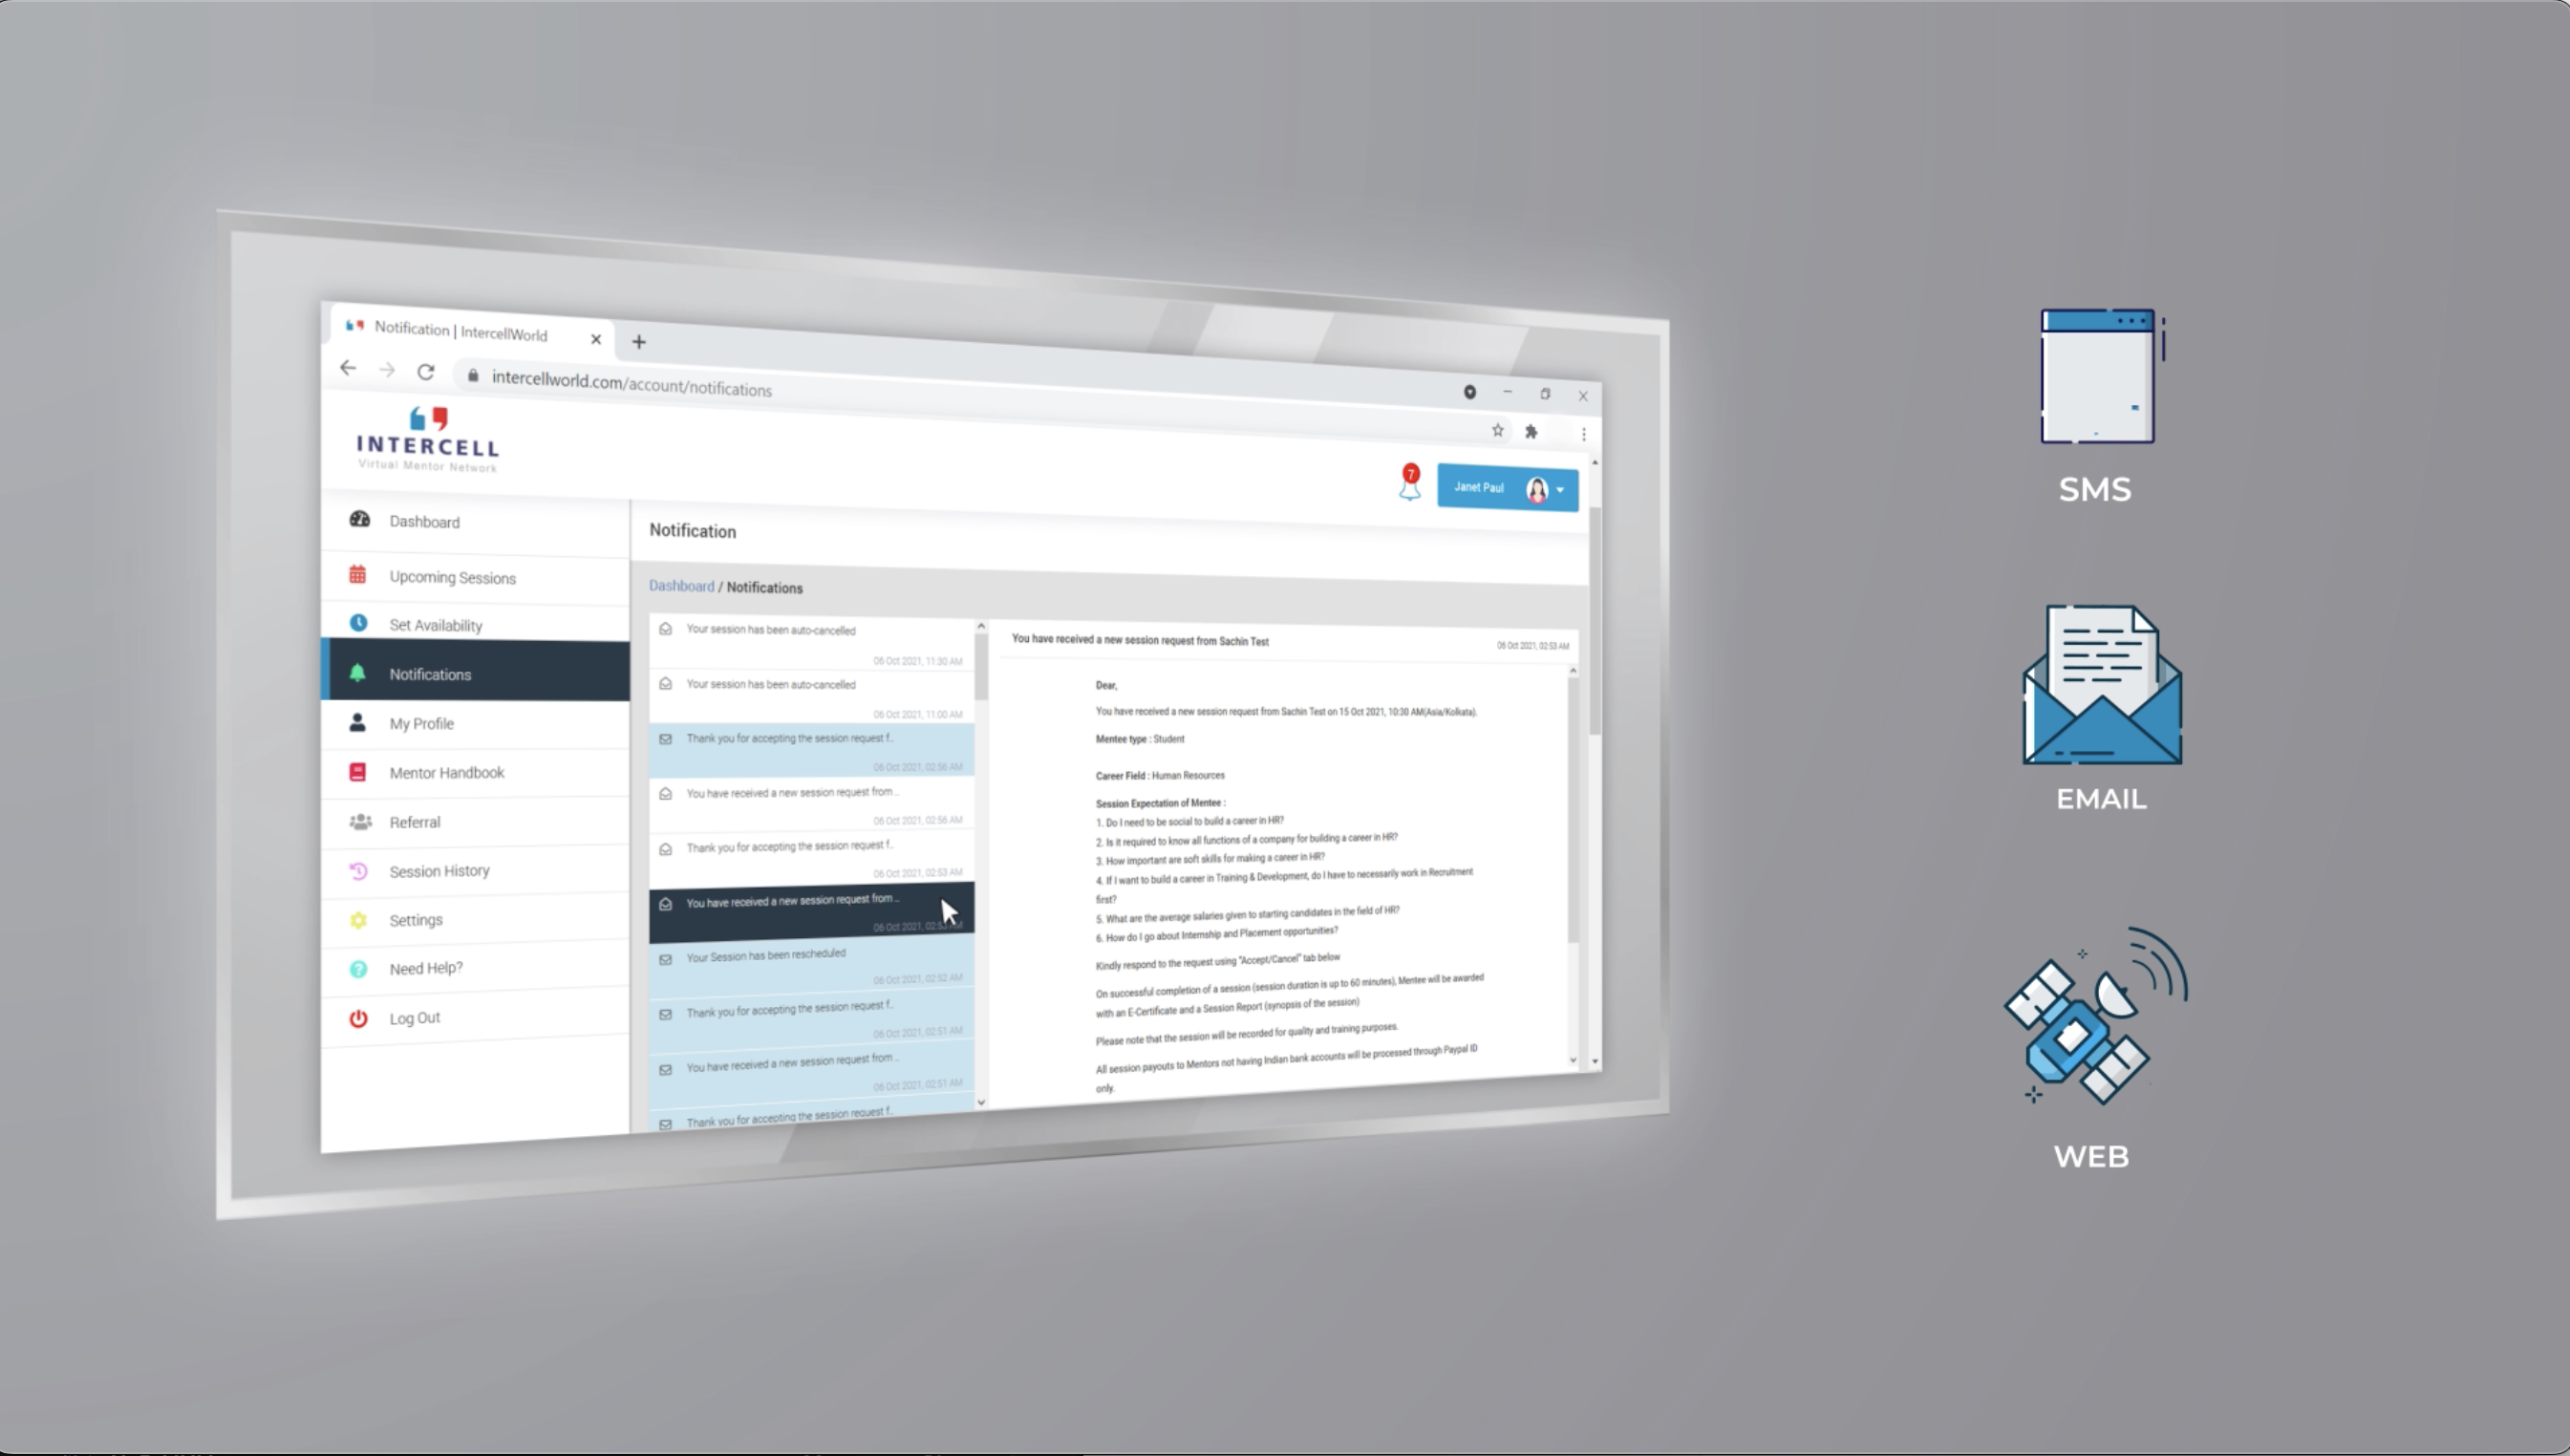 Notification | IntercellWorld
intercellworld.com/account/notifications
INTERCELL
Virtual Mentor Network
7
Janet Paul
Dashboard
Upcoming Sessions
Set Availability
Notifications
My Profile
Mentor Handbook
Referral
Session History
Settings
Need Help?
Log Out
Notification
Dashboard / Notifications
Your session has been auto-cancelled
06 Oct 2021, 11:30 AM
Your session has been auto-cancelled
06 Oct 2021, 11:00 AM
Thank you for accepting the session request f..
06 Oct 2021, 02:56 AM
You have received a new session request from ..
06 Oct 2021, 02:56 AM
Thank you for accepting the session request f..
06 Oct 2021, 02:53 AM
You have received a new session request from ..
06 Oct 2021, 02:53 AM
Your Session has been rescheduled
06 Oct 2021, 02:52 AM
Thank you for accepting the session request f..
06 Oct 2021, 02:51 AM
You have received a new session request from ..
06 Oct 2021, 02:51 AM
Thank you for accepting the session request f..
You have received a new session request from Sachin Test
06 Oct 2021, 02:53 AM
Dear,
You have received a new session request from Sachin Test on 15 Oct 2021, 10:30 AM(Asia/Kolkata).
Mentee type : Student
Career Field : Human Resources
Session Expectation of Mentee :
1. Do I need to be social to build a career in HR?
2. Is it required to know all functions of a company for building a career in HR?
3. How important are soft skills for making a career in HR?
4. If I want to build a career in Training & Development, do I have to necessarily work in Recruitment
first?
5. What are the average salaries given to starting candidates in the field of HR?
6. How do I go about Internship and Placement opportunities?
Kindly respond to the request using "Accept/Cancel" tab below
On successful completion of a session (session duration is up to 60 minutes), Mentee will be awarded
with an E-Certificate and a Session Report (synopsis of the session)
Please note that the session will be recorded for quality and training purposes.
All session payouts to Mentors not having Indian bank accounts will be processed through Paypal ID
only.
SMS
EMAIL
WEB